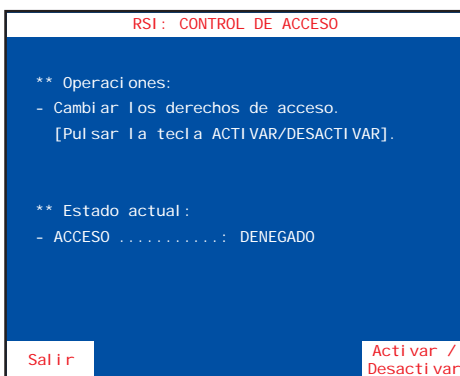 RSI: CONTROL DE ACCESO
** Operaciones:
- Cambiar los derechos de acceso.
[Pulsar la tecla ACTIVAR/DESACTIVAR].
** Estado actual:
- ACCESO ...........: DENEGADO
Salir
Activar /
Desactivar